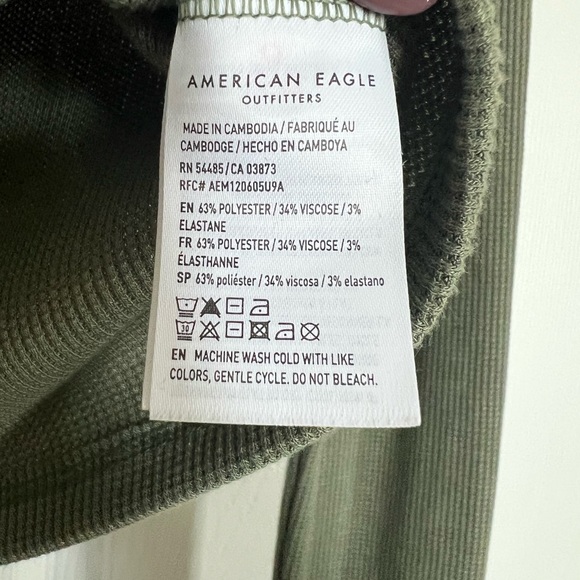 AMERICAN EAGLE
OUTFITTERS
MADE IN CAMBODIA / FABRIQUÉ AU
CAMBODGE / HECHO EN CAMBOYA
RN 54485/CA 03873
RFC# AEM120605U9A
EN 63% POLYESTER / 34% VISCOSE / 3%
ELASTANE
FR 63% POLYESTER / 34% VISCOSE / 3%
ÉLASTHANNE
SP 63% poliéster / 34% viscosa / 3% elastano
30
EN MACHINE WASH COLD WITH LIKE
COLORS, GENTLE CYCLE. DO NOT BLEACH.